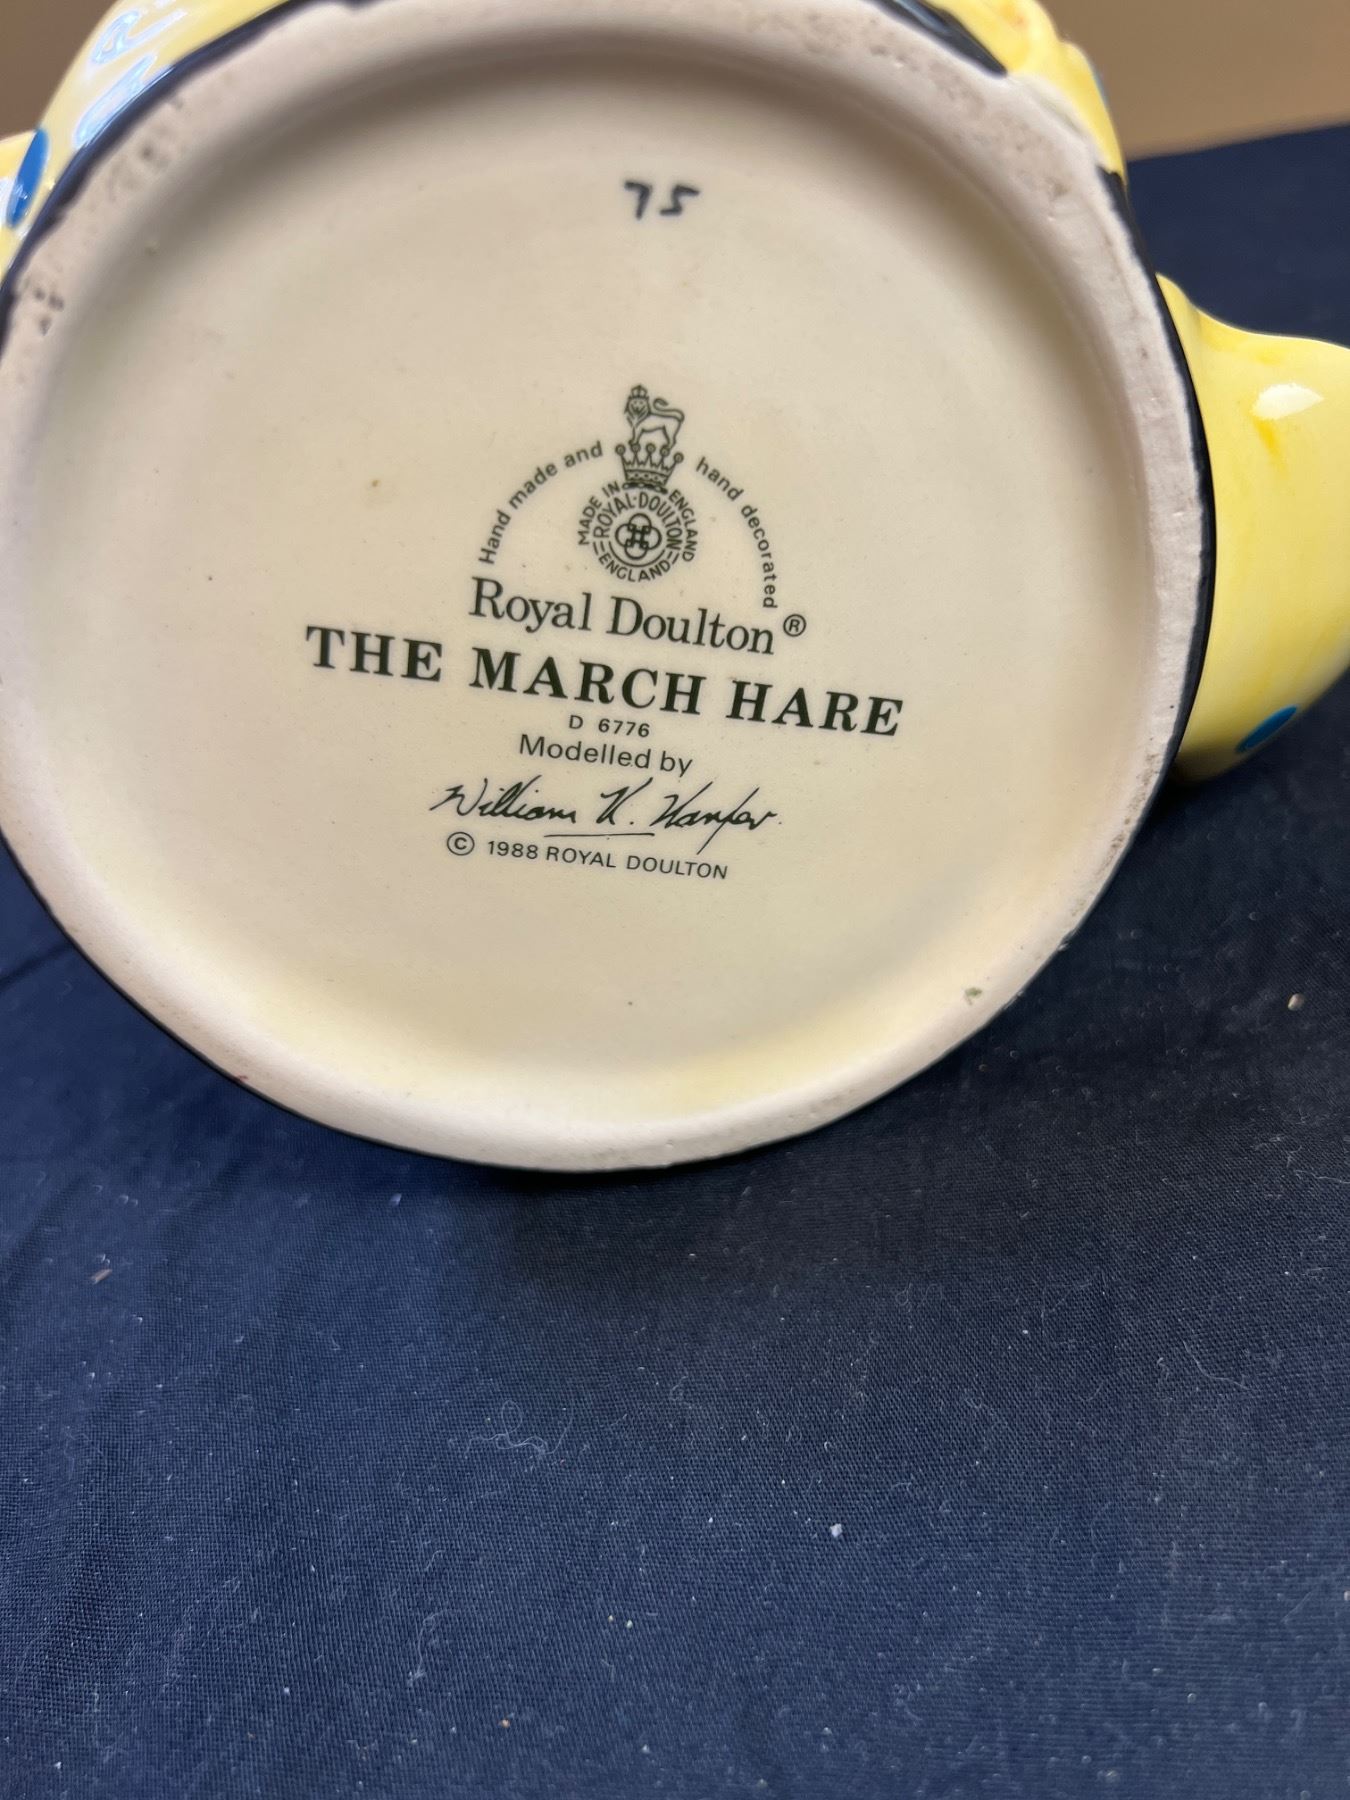 75
Hand made and hand decorated
MADE IN ENGLAND
ROYAL·DOULTON
ENGLAND
Royal Doulton ®
THE MARCH HARE
D 6776
Modelled by
William K. Harper.
© 1988 ROYAL DOULTON